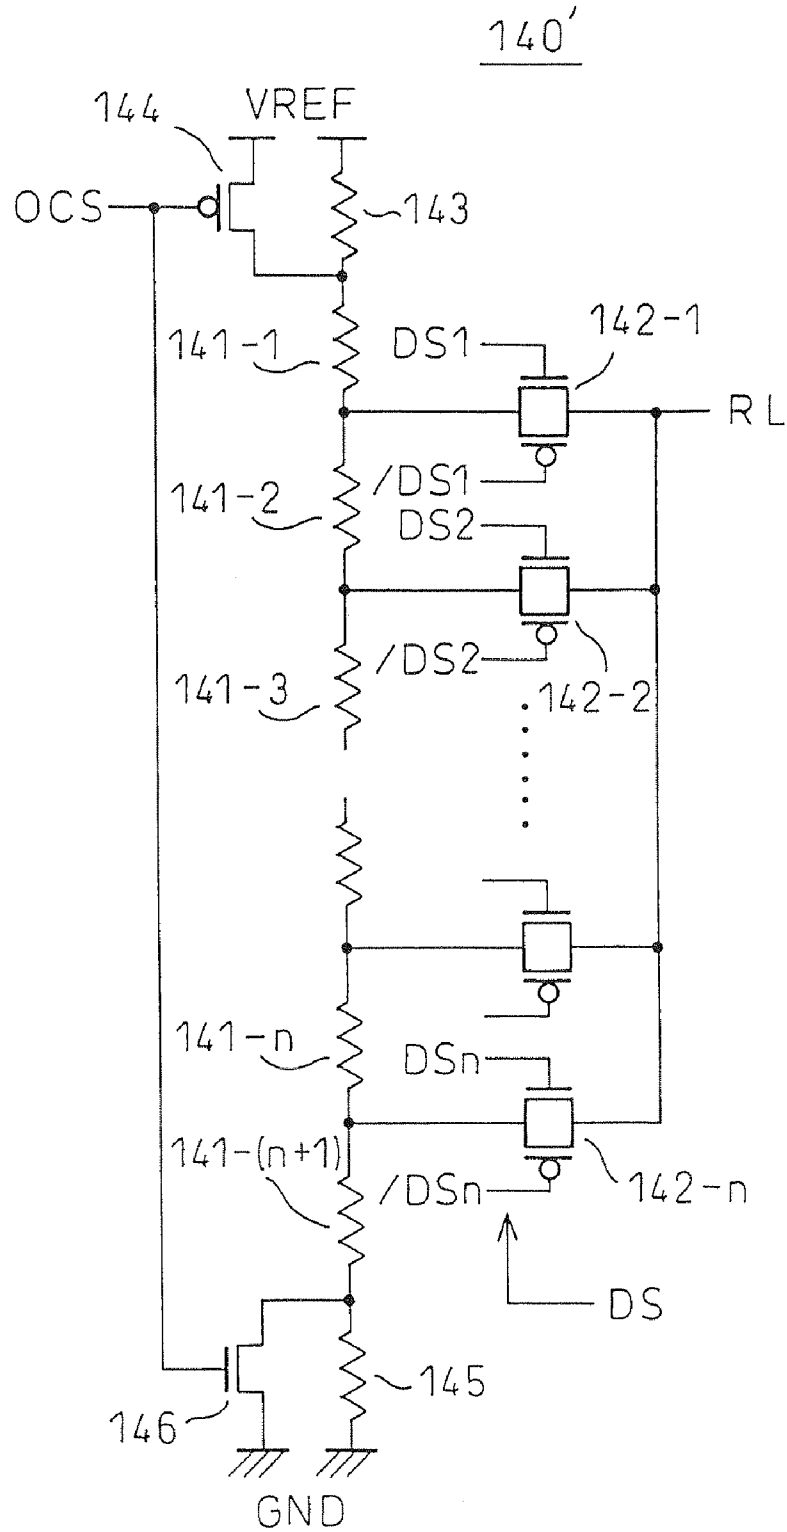 140′
144
VREF
OCS
143
141-1
DS1
142-1
RL
/DS1
141-2
DS2
/DS2
141-3
142-2
141-n
DSn
141-(n+1)
/DSn
142-n
DS
145
146
GND